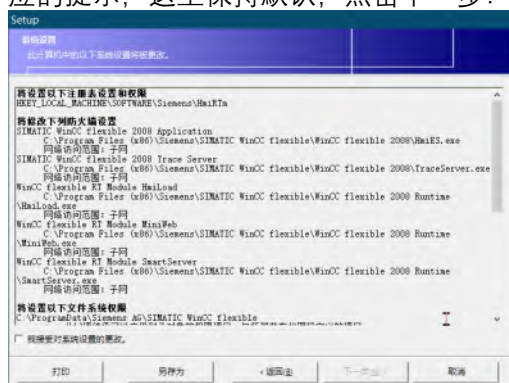 应的提示，这里保持默认，点击下一步！
Setup
系统设置
此计算机中的以下系统设置将被更改。
将设置以下注册表设置和权限
HKEY_LOCAL_MACHINE\SOFTWARE\Siemens\HmiRTm
将修改下列防火墙设置
SIMATIC WinCC flexible 2008 Application
C:\Program Files (x86)\Siemens\SIMATIC WinCC flexible\WinCC flexible 2008\HmiES.exe
网络访问范围: 子网
SIMATIC WinCC flexible 2008 Trace Server
C:\Program Files (x86)\Siemens\SIMATIC WinCC flexible\WinCC flexible 2008\TraceServer.exe
网络访问范围: 子网
WinCC flexible RT Module HmiLoad
C:\Program Files (x86)\Siemens\SIMATIC WinCC flexible\WinCC flexible 2008 Runtime
\HmiLoad.exe
网络访问范围: 子网
WinCC flexible RT Module MiniWeb
C:\Program Files (x86)\Siemens\SIMATIC WinCC flexible\WinCC flexible 2008 Runtime
\MiniWeb.exe
网络访问范围: 子网
WinCC flexible RT Module SmartServer
C:\Program Files (x86)\Siemens\SIMATIC WinCC flexible\WinCC flexible 2008 Runtime
\SmartServer.exe
网络访问范围: 子网
将设置以下文件系统权限
C:\ProgramData\Siemens AG\SIMATIC WinCC flexible
我接受对系统设置的更改。
打印 另存为 <返回(B) 下一步(N)> 取消